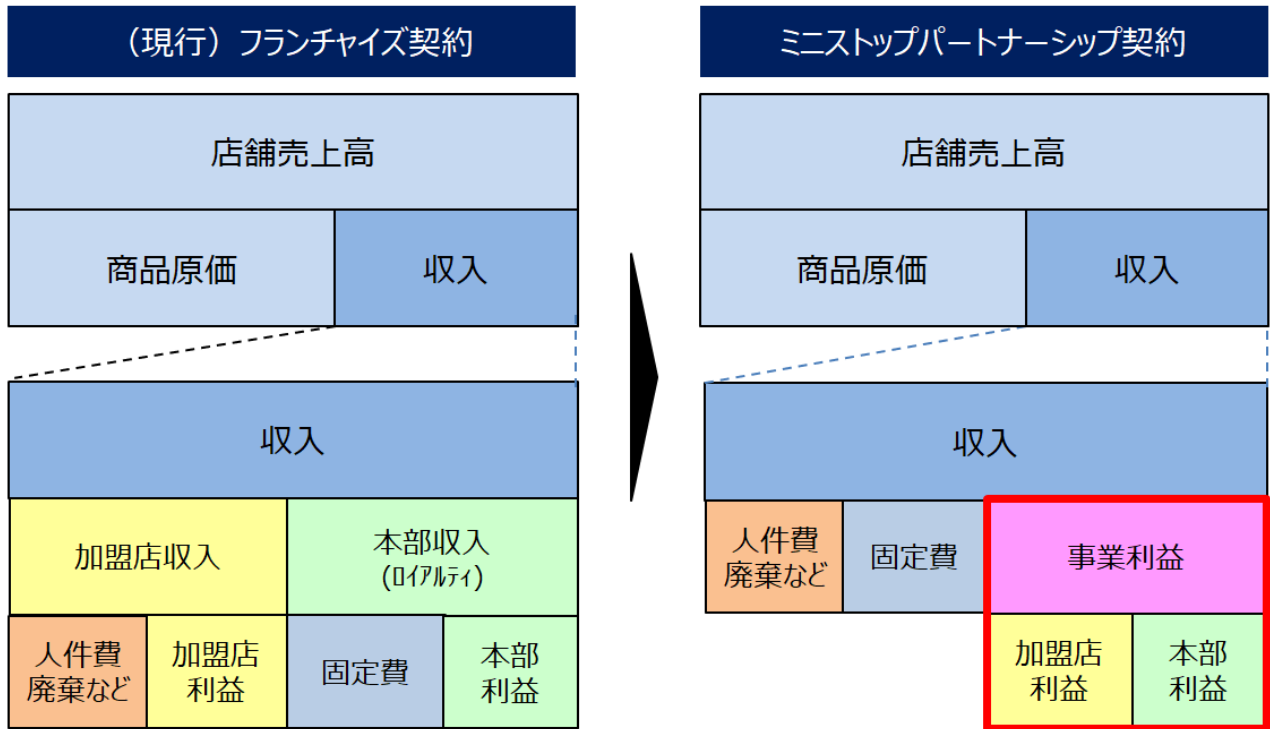 （現行）フランチャイズ契約
店舗売上高
商品原価
収入
収入
加盟店収入
本部収入
(ﾛｲｱﾙﾃｨ)
人件費
廃棄など
加盟店
利益
固定費
本部
利益
ミニストップパートナーシップ契約
店舗売上高
商品原価
収入
収入
人件費
廃棄など
固定費
事業利益
加盟店
利益
本部
利益